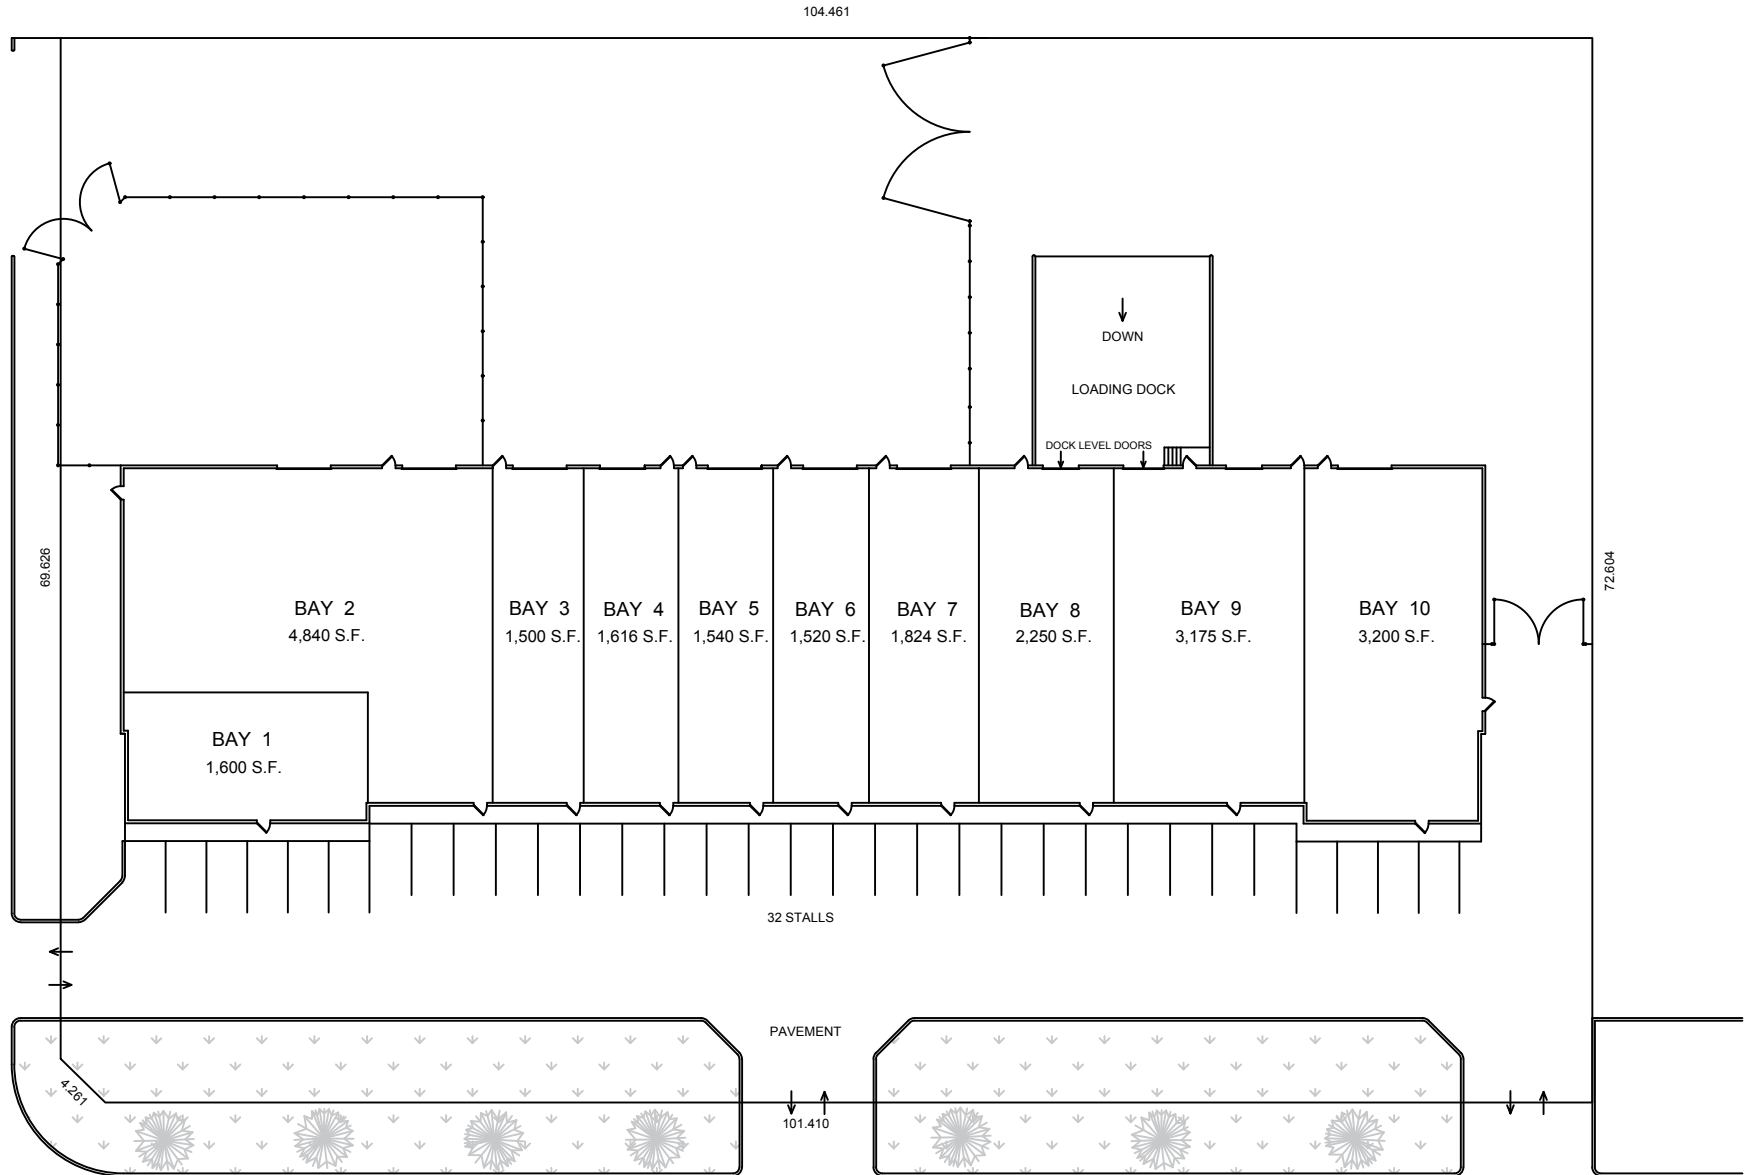 104.461
DOWN
LOADING DOCK
DOCK LEVEL DOORS
69.626
72.604
BAY 2
4,840 S.F.
BAY 3
1,500 S.F.
BAY 4
1,616 S.F.
BAY 5
1,540 S.F.
BAY 6
1,520 S.F.
BAY 7
1,824 S.F.
BAY 8
2,250 S.F.
BAY 9
3,175 S.F.
BAY 10
3,200 S.F.
BAY 1
1,600 S.F.
32 STALLS
PAVEMENT
4.261
101.410